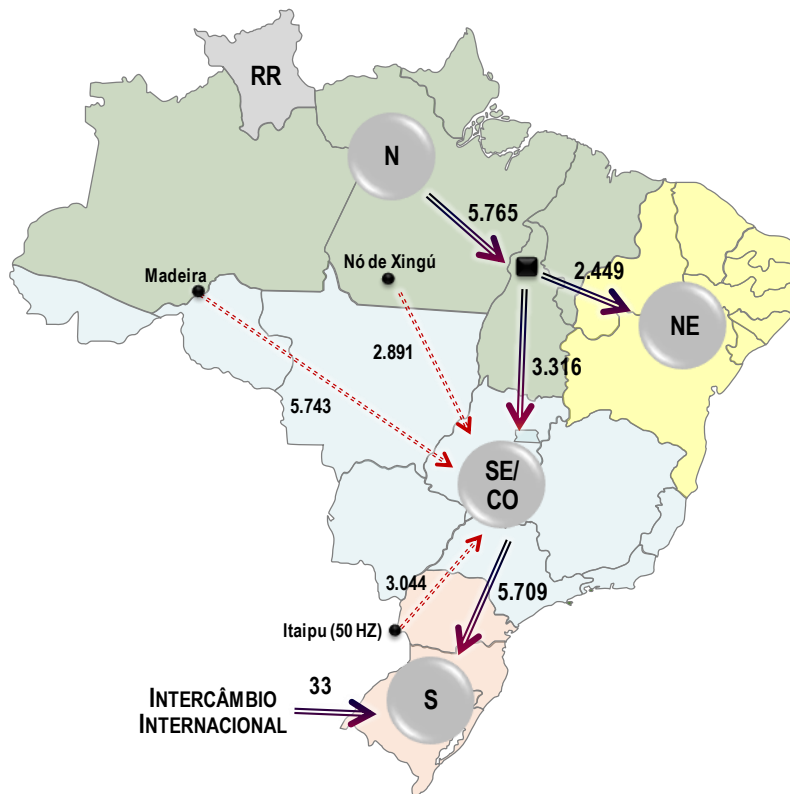 RR
N
5.765
Madeira
Nó de Xingú
2.449
NE
2.891
3.316
5.743
SE/
CO
3.044
5.709
Itaipu (50 HZ)
33
INTERCÂMBIO
INTERNACIONAL
S